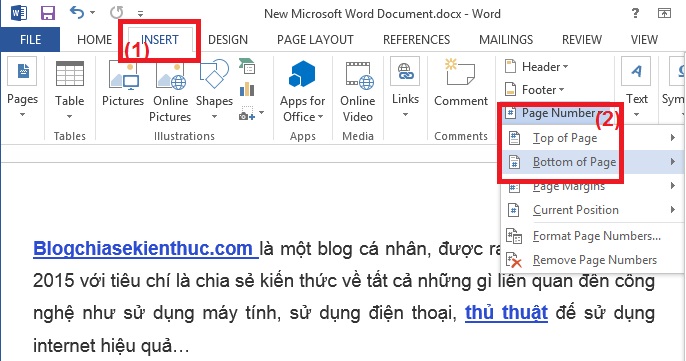 New Microsoft Word Document.docx - Word
FILE HOME INSERT DESIGN PAGE LAYOUT REFERENCES MAILINGS REVIEW VIEW
(1)
Pages Table Pictures Online Pictures Shapes Apps for Office Online Video Links Comment Header Footer Page Number Text
Tables Illustrations Apps Media Comments
(2)
Top of Page
Bottom of Page
Page Margins
Current Position
Format Page Numbers...
Remove Page Numbers
Blogchiasekienthuc.com là một blog cá nhân, được
2015 với tiêu chí là chia sẻ kiến thức về tất cả những gì liên quan đến công
nghệ như sử dụng máy tính, sử dụng điện thoại, thủ thuật để sử dụng
internet hiệu quả…